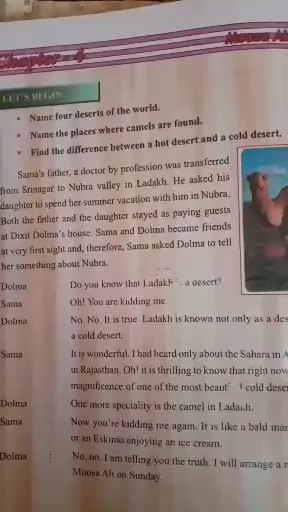 Chapter - 4
Moosa Al
LET'S BEGIN
• Name four deserts of the world.
• Name the places where camels are found.
• Find the difference between a hot desert and a cold desert.
Sama's father, a doctor by profession was transferred
from Srinagar to Nubra valley in Ladakh. He asked his
daughter to spend her summer vacation with him in Nubra.
Both the father and the daughter stayed as paying guests
at Dixit Dolma's house. Sama and Dolma became friends
at very first sight and, therefore, Sama asked Dolma to tell
her something about Nubra.
Dolma Do you know that Ladakh a desert?
Sama Oh! You are kidding me
Dolma No. No. It is true. Ladakh is known not only as a des
a cold desert.
Sama It is wonderful. I had heard only about the Sahara in A
in Rajasthan. Oh! it is thrilling to know that right now
magnificence of one of the most beaut cold deser
Dolma One more speciality is the camel in Ladakh.
Sama Now you're kidding me again. It is like a bald man
or an Eskimo enjoying an ice cream.
Dolma : No, no, I am telling you the truth. I will arrange a
Moosa Ali on Sunday.